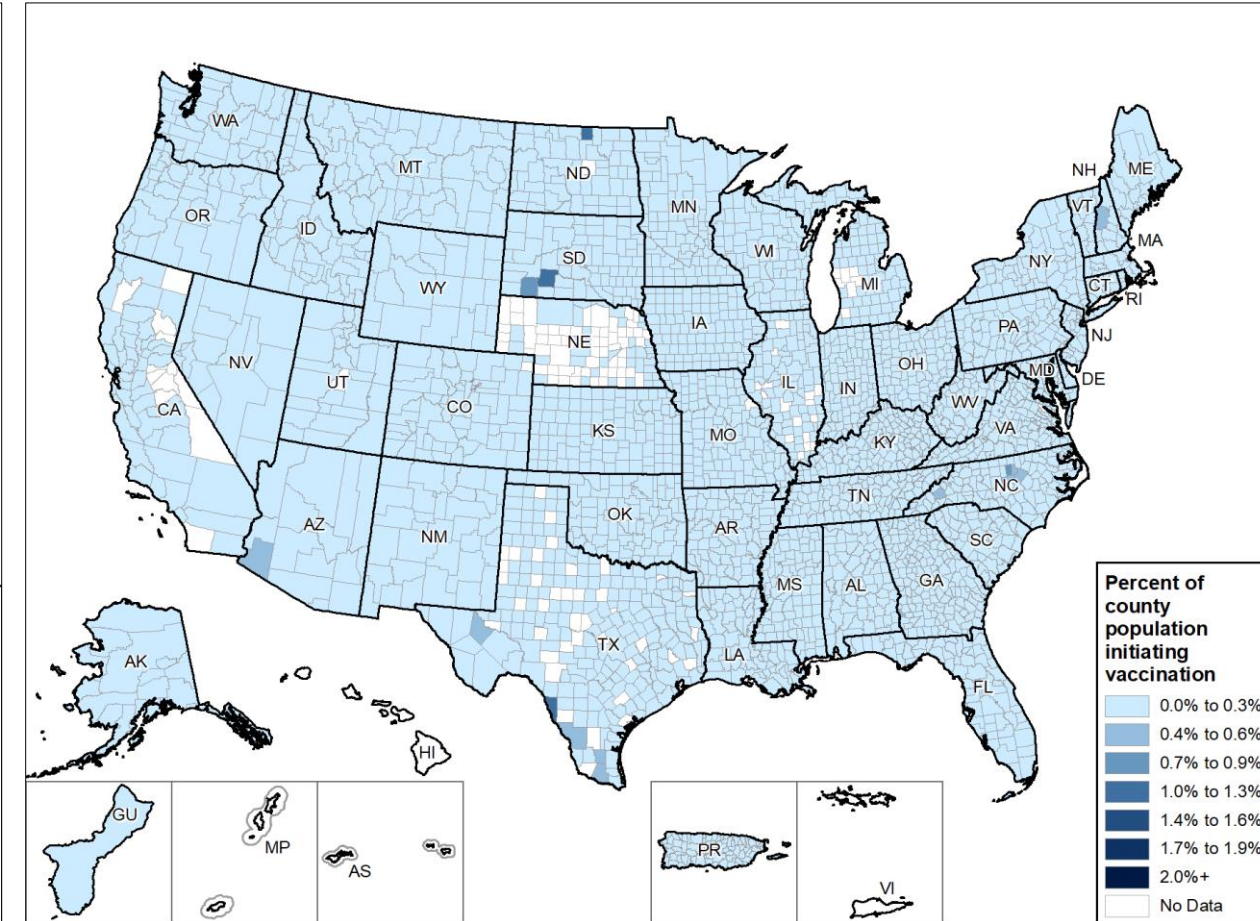 WA
MT
ND
MN
NH
ME
VT
OR
ID
SD
WI
NY
MA
WY
MI
CT
RI
IA
PA
NJ
NE
NV
UT
OH
MD
DE
IL
IN
CO
WV
CA
KS
MO
KY
VA
NC
TN
OK
AZ
NM
AR
SC
MS
AL
GA
TX
LA
AK
FL
HI
GU
MP
AS
PR
VI
Percent of
county
population
initiating
vaccination
0.0% to 0.3%
0.4% to 0.6%
0.7% to 0.9%
1.0% to 1.3%
1.4% to 1.6%
1.7% to 1.9%
2.0%+
No Data